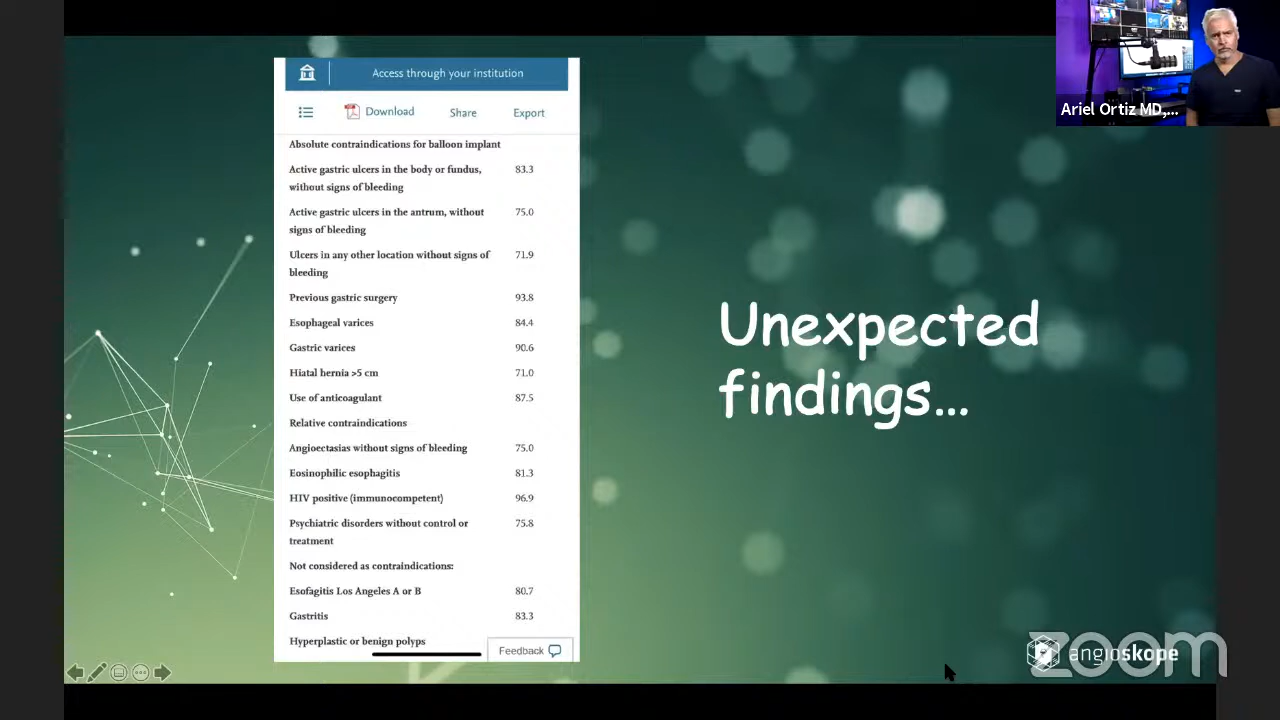 Access through your institution
Download Share Export
Absolute contraindications for balloon implant
Active gastric ulcers in the body or fundus, 83.3
without signs of bleeding
Active gastric ulcers in the antrum, without 75.0
signs of bleeding
Ulcers in any other location without signs of 71.9
bleeding
Previous gastric surgery 93.8
Esophageal varices 84.4
Gastric varices 90.6
Hiatal hernia >5 cm 71.0
Use of anticoagulant 87.5
Relative contraindications
Angioectasias without signs of bleeding 75.0
Eosinophilic esophagitis 81.3
HIV positive (immunocompetent) 96.9
Psychiatric disorders without control or 75.8
treatment
Not considered as contraindications:
Esofagitis Los Angeles A or B 80.7
Gastritis 83.3
Hyperplastic or benign polyps
Feedback
Unexpected
findings...
Ariel Ortiz MD,...
angioskope
zoom